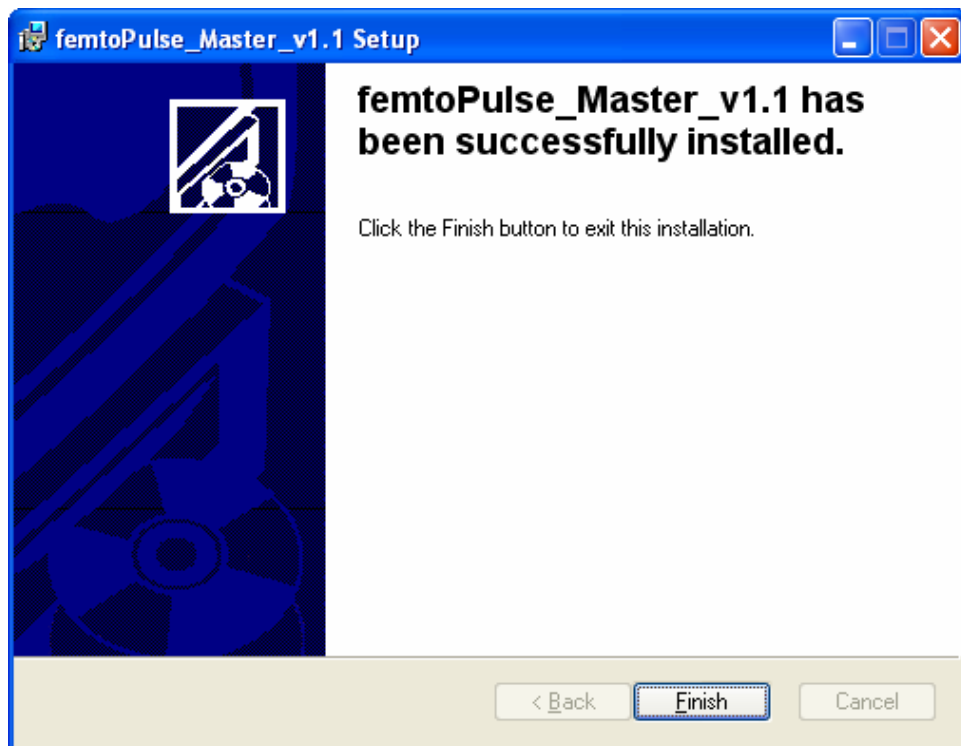 femtoPulse_Master_v1.1 Setup
femtoPulse_Master_v1.1 has
been successfully installed.
Click the Finish button to exit this installation.
< Back
Finish
Cancel